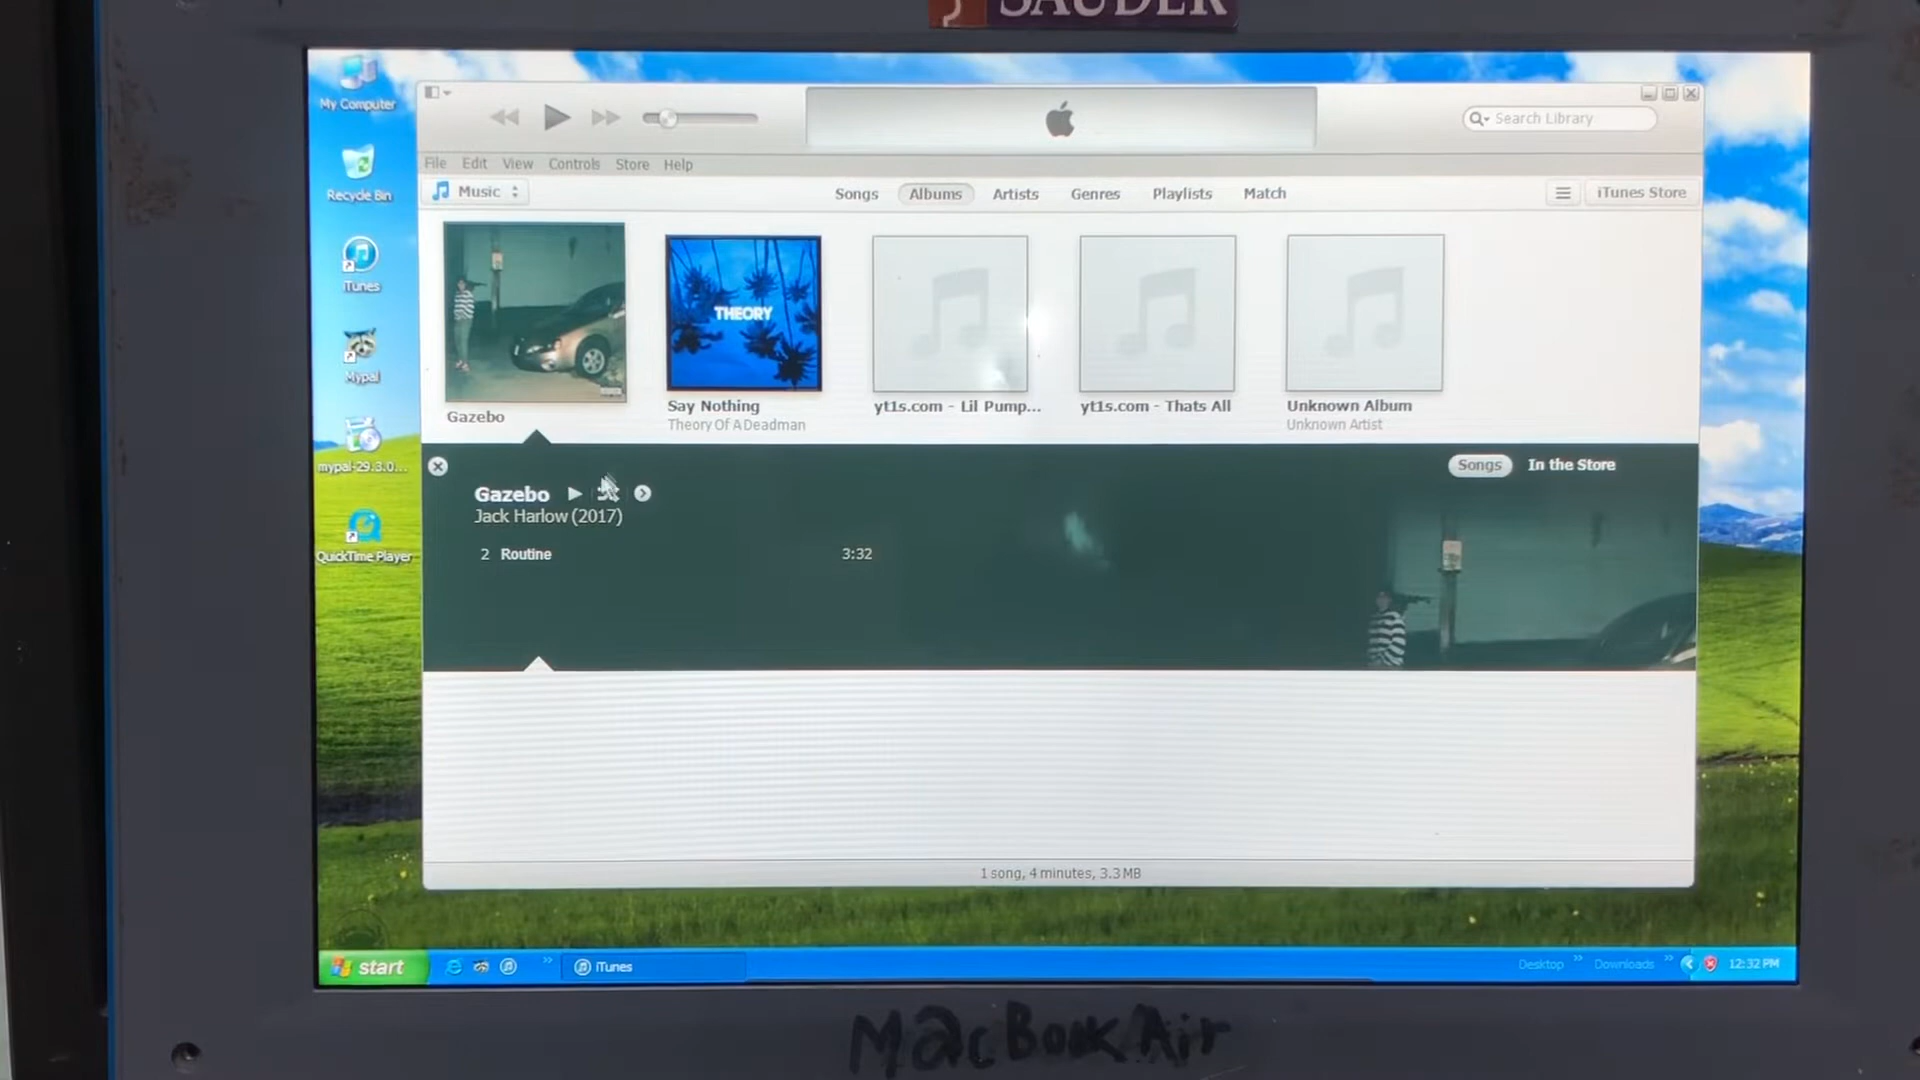 SAUDER
My Computer
Search Library
File Edit View Controls Store Help
Recycle Bin
Music
Songs Albums Artists Genres Playlists Match
iTunes Store
iTunes
THEORY
Mypal
Gazebo
Say Nothing
Theory Of A Deadman
yt1s.com - Lil Pump...
yt1s.com - Thats All
Unknown Album
Unknown Artist
mypal-29.3.0...
Songs In the Store
Gazebo
Jack Harlow (2017)
QuickTime Player
2 Routine 3:32
1 song, 4 minutes, 3.3 MB
start
iTunes
Desktop »
Downloads »
12:32 PM
MacBook Air